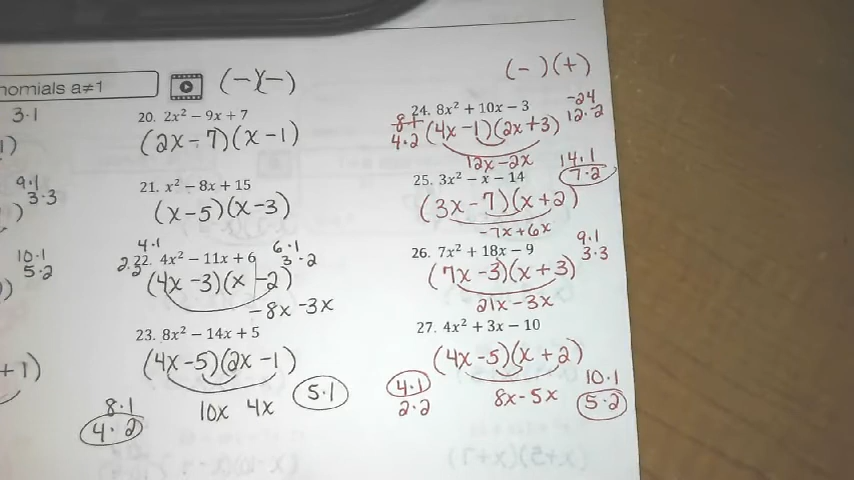 nomials a≠1
(−)(−)
3·1
20. 2x² − 9x + 7
(2x − 7)(x − 1)
)
9·1
3·3
21. x² − 8x + 15
(x − 5)(x − 3)
)
10·1
5·2
4·1
2·2
22. 4x² − 11x + 6
6·1
3·2
(4x − 3)(x − 2)
−8x −3x
)
23. 8x² − 14x + 5
(4x − 5)(2x − 1)
+1)
10x 4x
5·1
8·1
4·2
(−)(+)
24. 8x² + 10x − 3
−24
12·−2
4·2
(4x − 1)(2x + 3)
12x − 2x
14·1
7·2
25. 3x² − x − 14
(3x − 7)(x + 2)
−7x + 6x
26. 7x² + 18x − 9
9·1
3·3
(7x − 3)(x + 3)
21x − 3x
27. 4x² + 3x − 10
(4x − 5)(x + 2)
4·1
2·2
8x − 5x
10·1
5·2